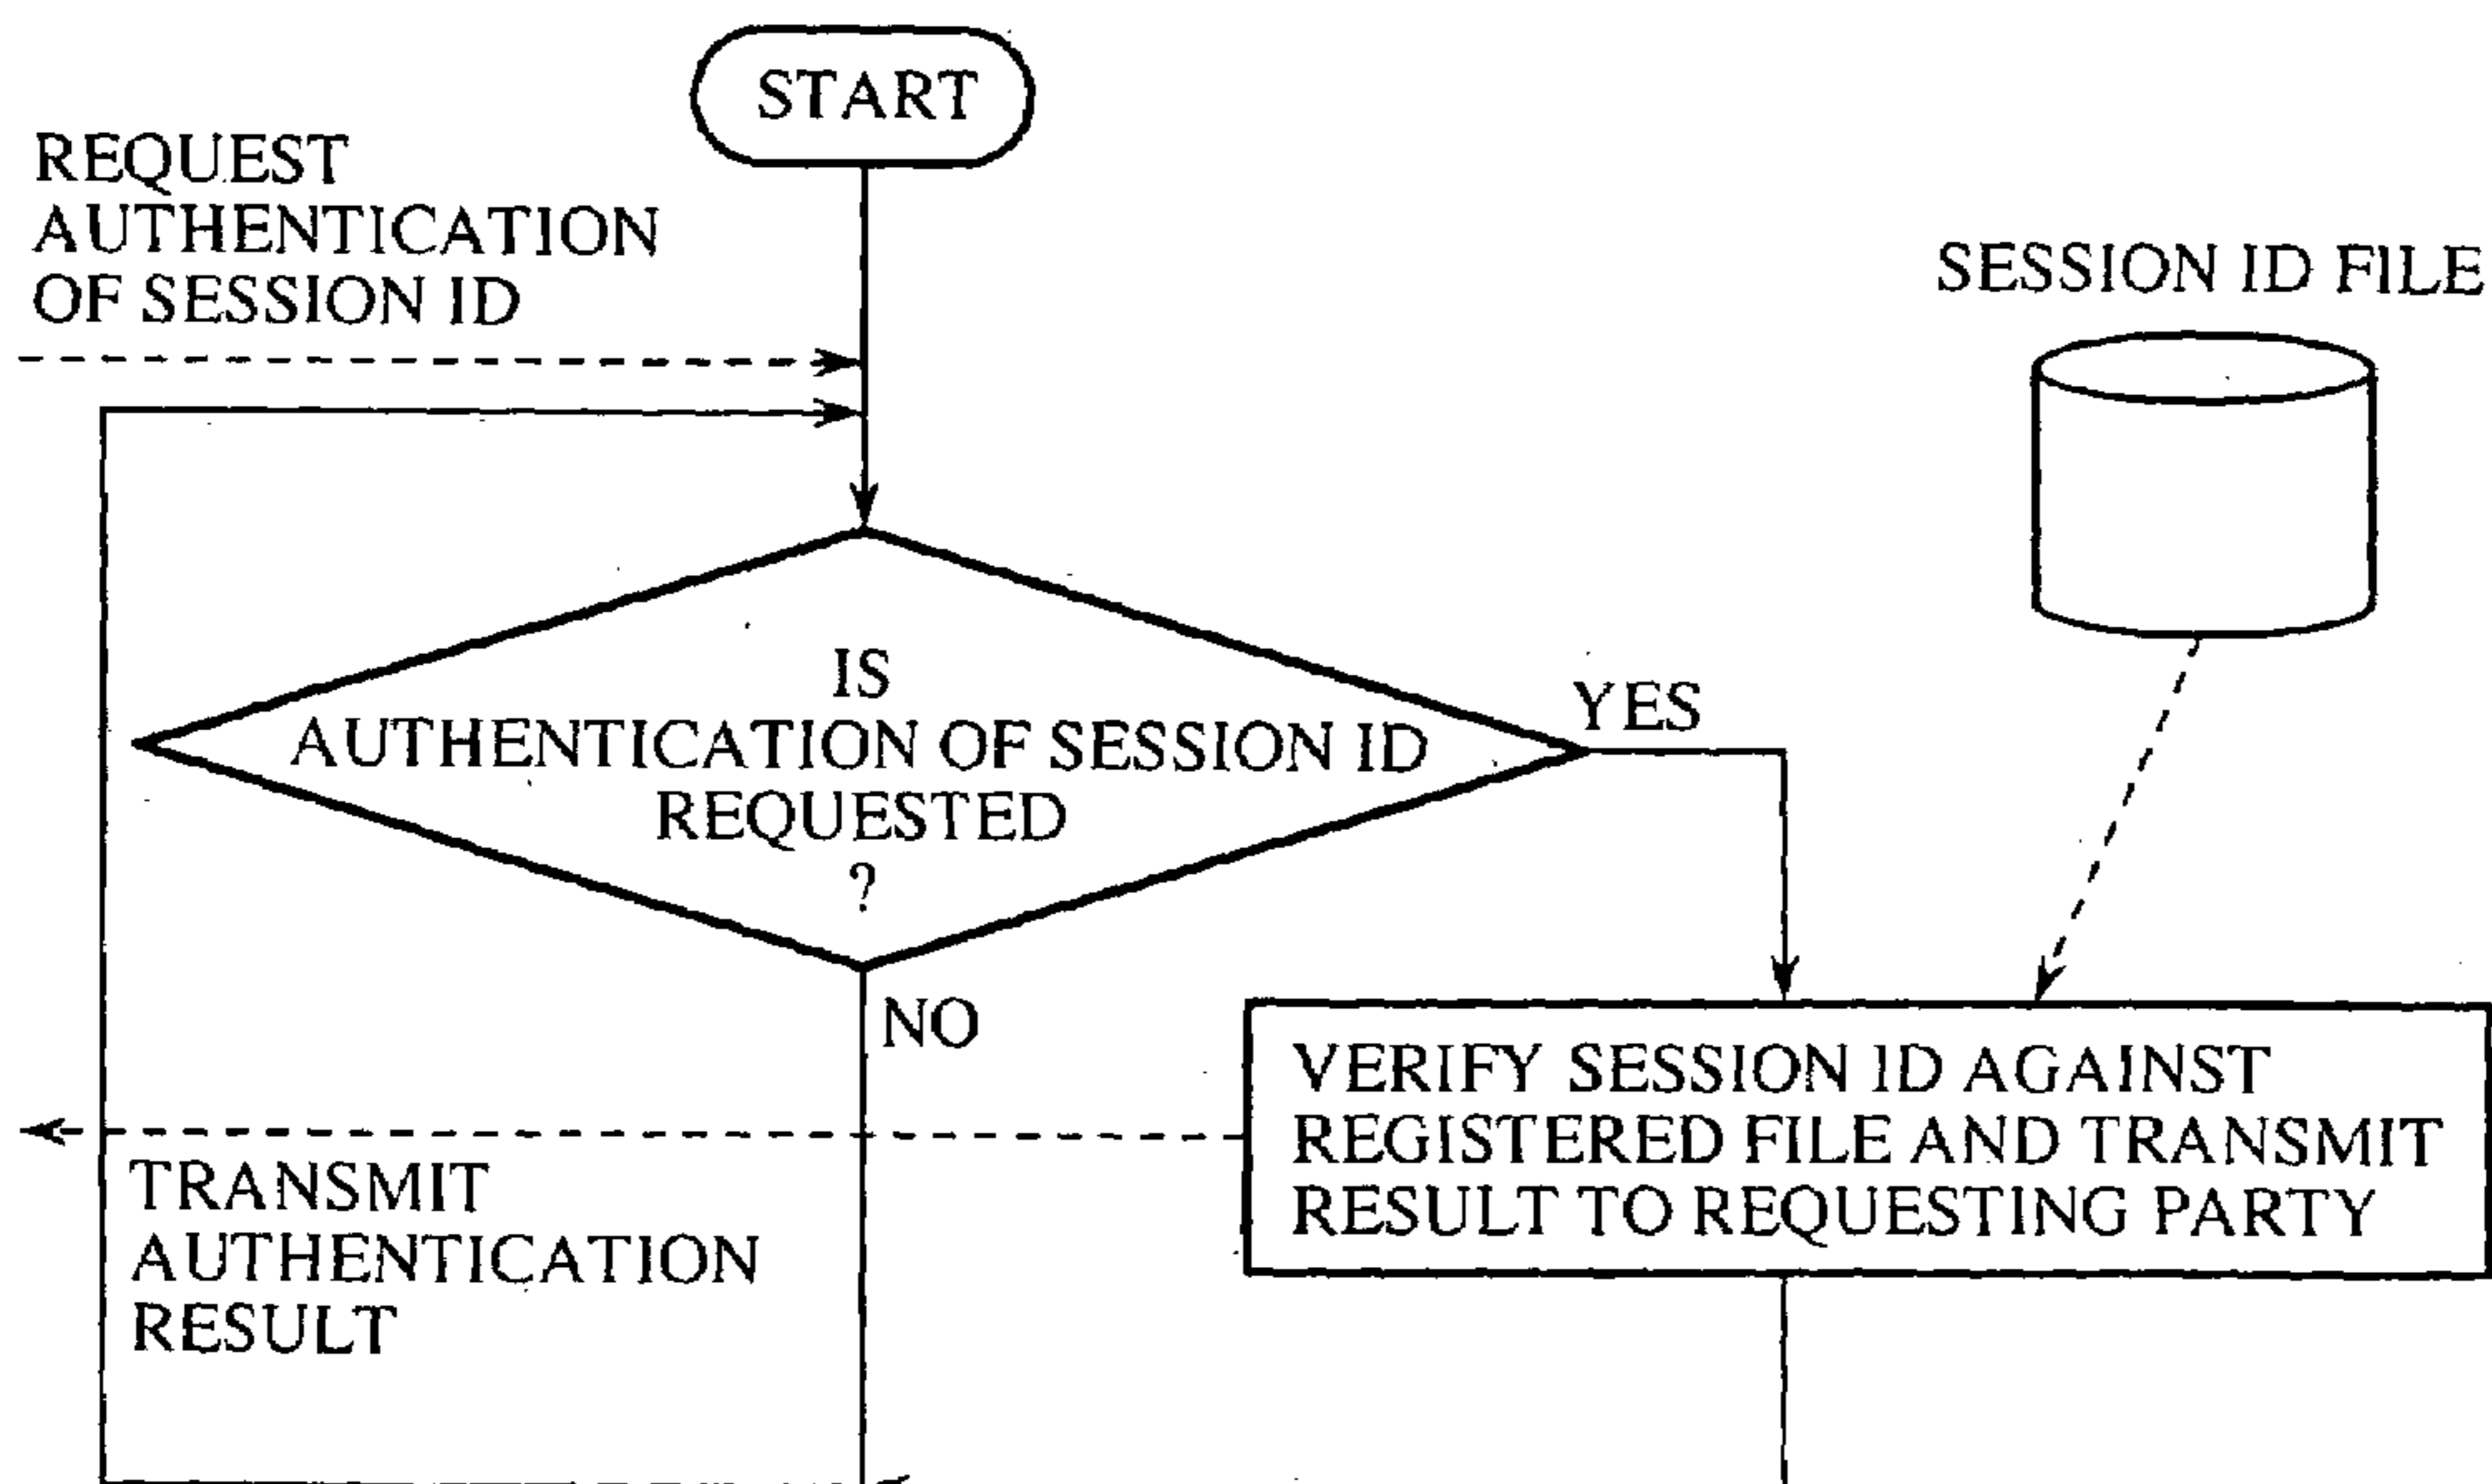 START
REQUEST
AUTHENTICATION
OF SESSION ID
SESSION ID FILE
IS
AUTHENTICATION OF SESSION ID
REQUESTED
?
YES
NO
VERIFY SESSION ID AGAINST
REGISTERED FILE AND TRANSMIT
RESULT TO REQUESTING PARTY
TRANSMIT
AUTHENTICATION
RESULT